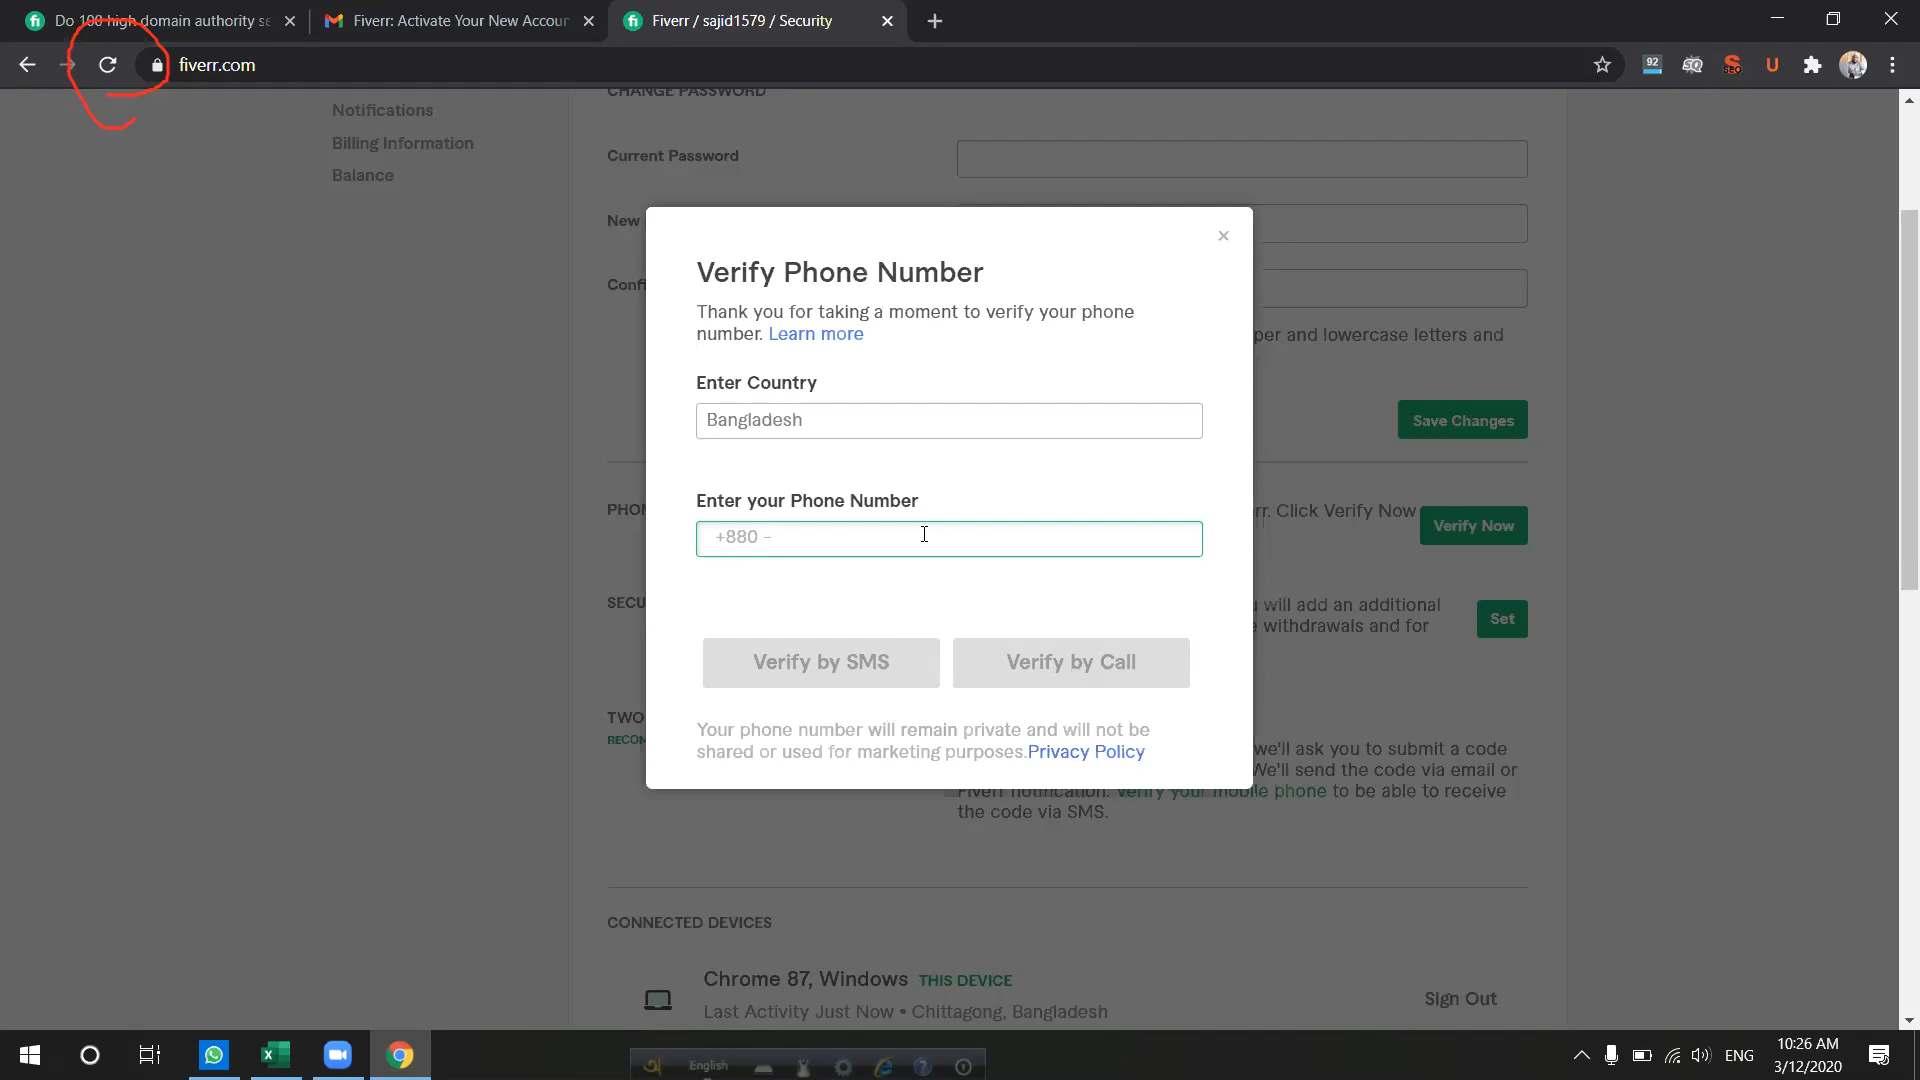 Do 100 high domain authority se
Fiverr: Activate Your New Accoun
Fiverr / sajid1579 / Security
fiverr.com
92
SEO
U
CHANGE PASSWORD
Notifications
Billing Information
Balance
Current Password
New
Confi
per and lowercase letters and
Save Changes
Verify Phone Number
Thank you for taking a moment to verify your phone
number. Learn more
Enter Country
Bangladesh
Enter your Phone Number
+880 -
Verify by SMS
Verify by Call
Your phone number will remain private and will not be
shared or used for marketing purposes.Privacy Policy
PHON
rr. Click Verify Now
Verify Now
SECU
u will add an additional
e withdrawals and for
Set
TWO
RECOM
we'll ask you to submit a code
We'll send the code via email or
Fiverr notification. Verify your mobile phone to be able to receive
the code via SMS.
CONNECTED DEVICES
Chrome 87, Windows THIS DEVICE
Last Activity Just Now • Chittagong, Bangladesh
Sign Out
English
ENG
10:26 AM
3/12/2020